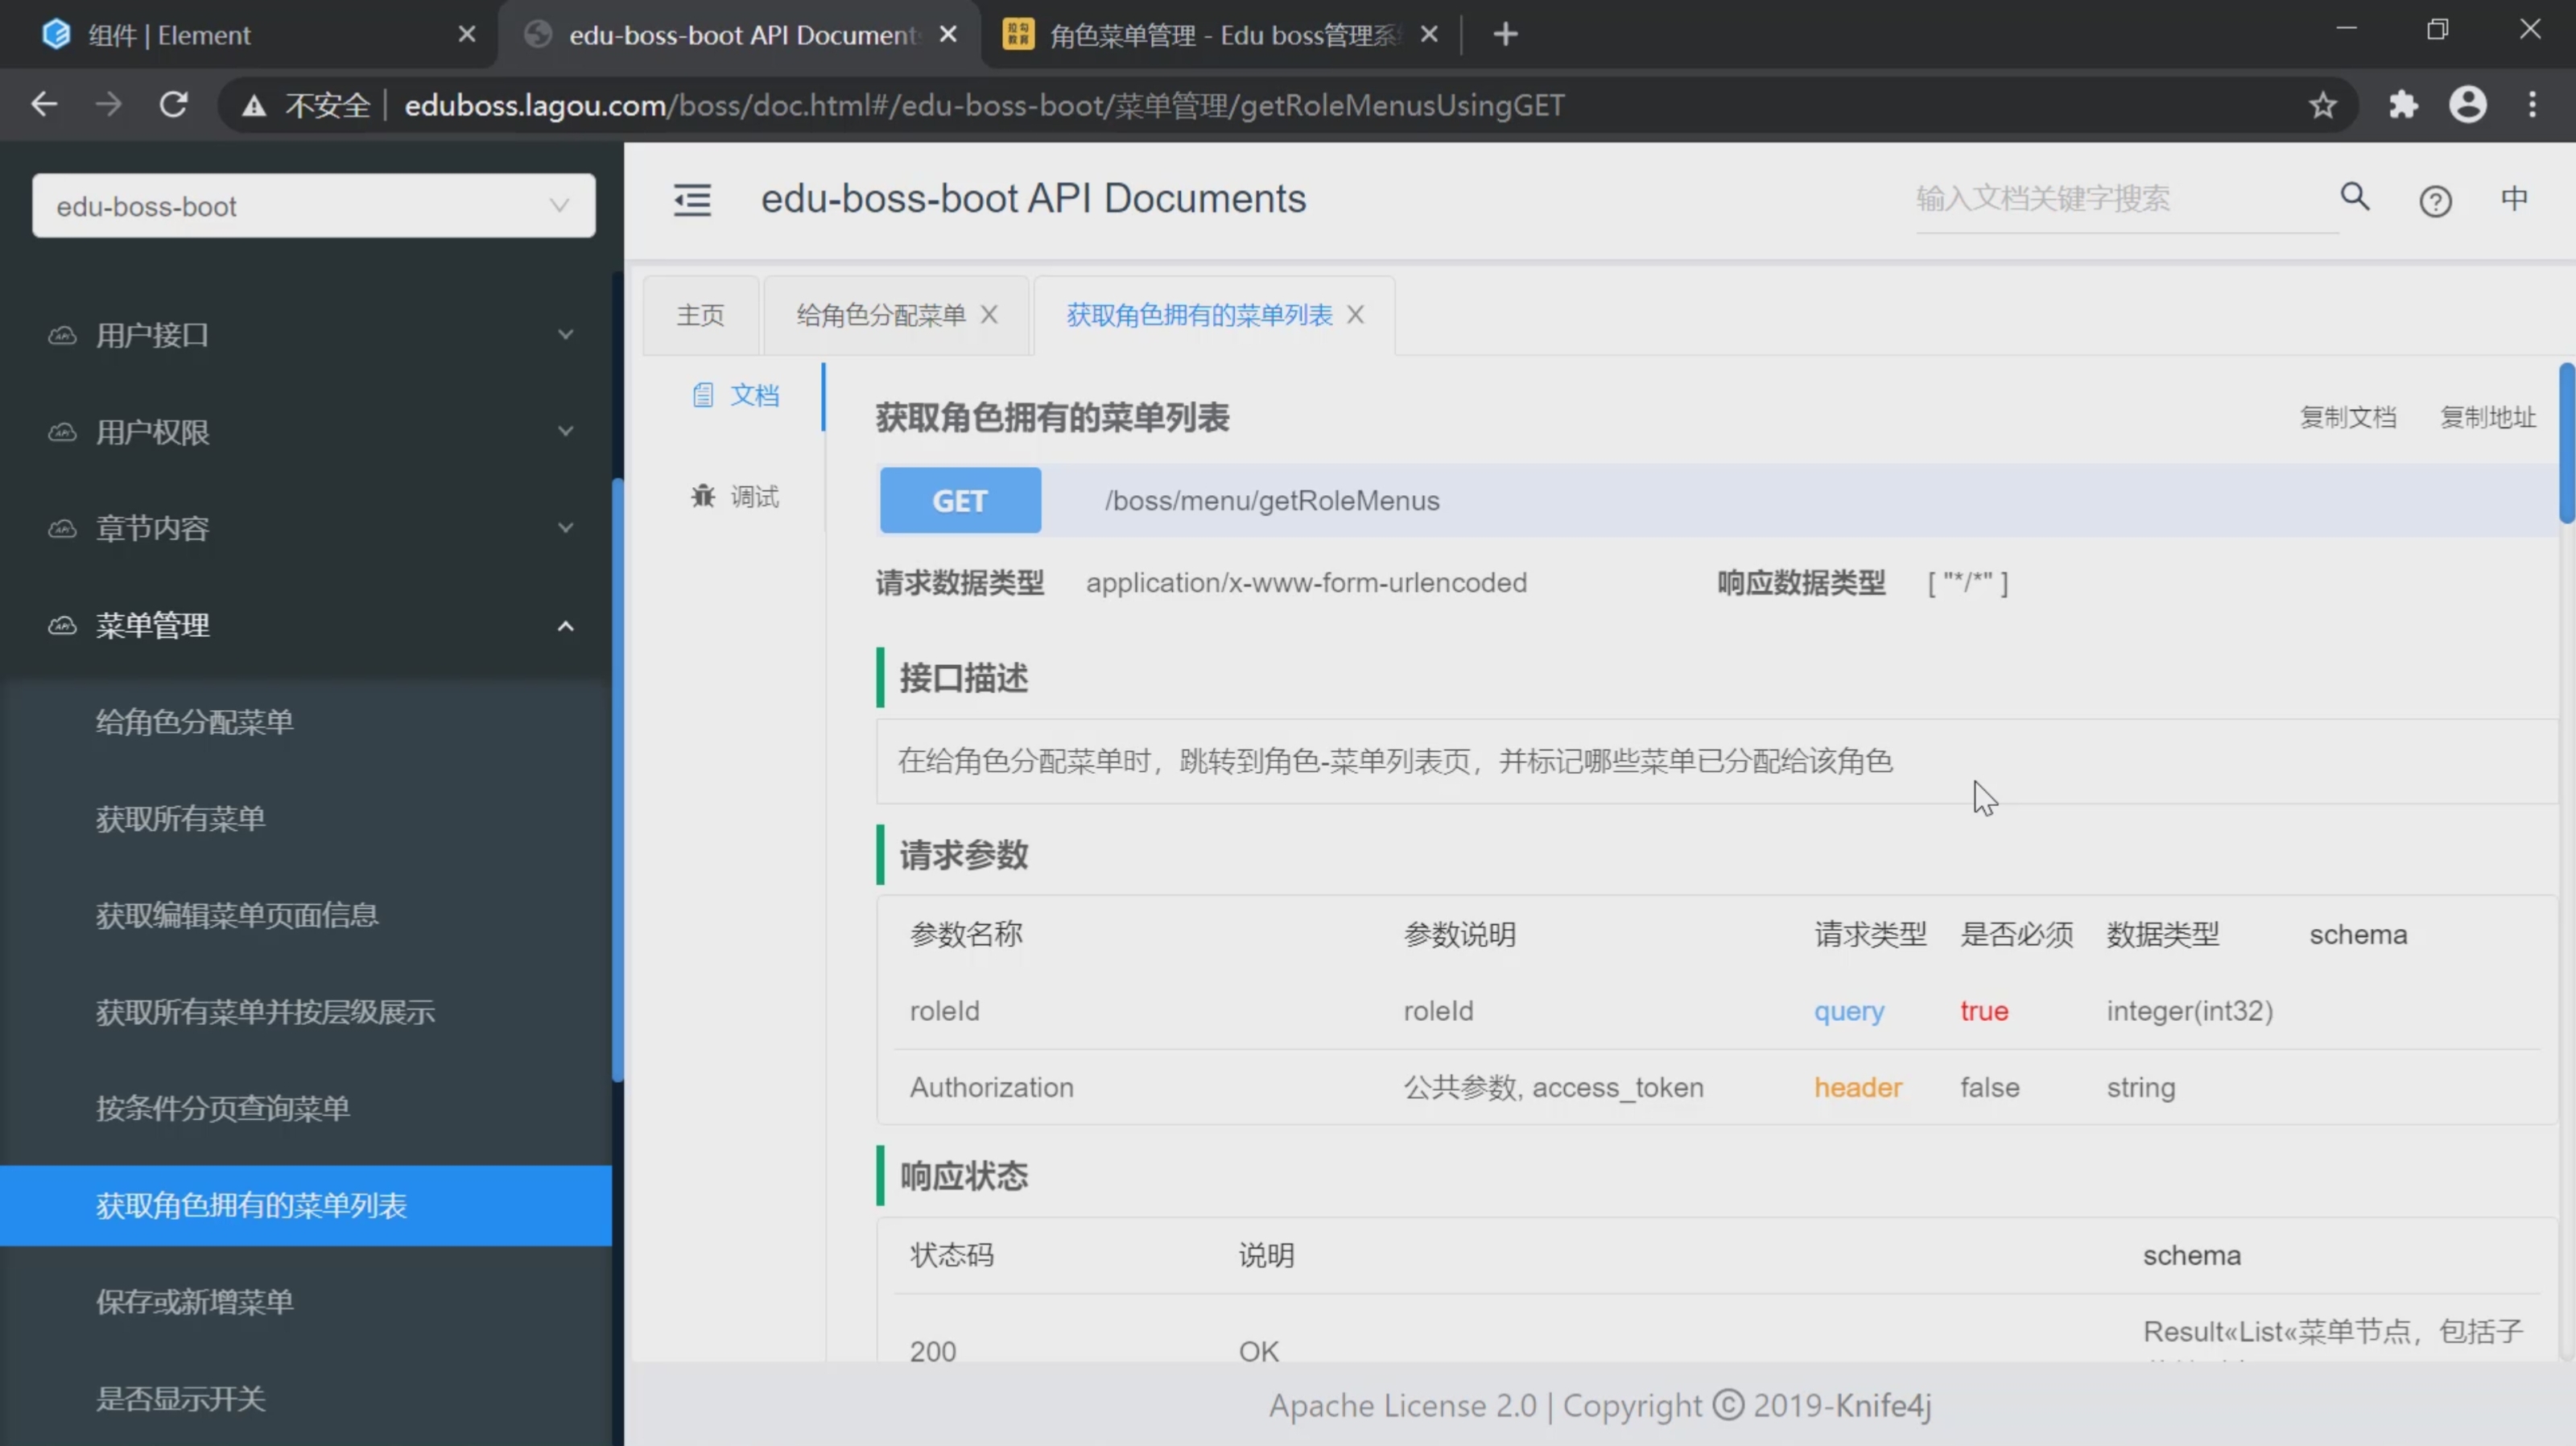 组件 | Element
edu-boss-boot API Document
角色菜单管理 - Edu boss管理系
不安全
eduboss.lagou.com/boss/doc.html#/edu-boss-boot/菜单管理/getRoleMenusUsingGET
edu-boss-boot
用户接口
用户权限
章节内容
菜单管理
给角色分配菜单
获取所有菜单
获取编辑菜单页面信息
获取所有菜单并按层级展示
按条件分页查询菜单
获取角色拥有的菜单列表
保存或新增菜单
是否显示开关
edu-boss-boot API Documents
输入文档关键字搜索
中
主页
给角色分配菜单
获取角色拥有的菜单列表
文档
调试
获取角色拥有的菜单列表
复制文档 复制地址
GET /boss/menu/getRoleMenus
请求数据类型 application/x-www-form-urlencoded 响应数据类型 [ "*/*" ]
接口描述
在给角色分配菜单时，跳转到角色-菜单列表页，并标记哪些菜单已分配给该角色
请求参数
参数名称 参数说明 请求类型 是否必须 数据类型 schema
roleId roleId query true integer(int32)
Authorization 公共参数, access_token header false string
响应状态
状态码 说明 schema
200 OK Result«List«菜单节点，包括子
Apache License 2.0 | Copyright © 2019-Knife4j